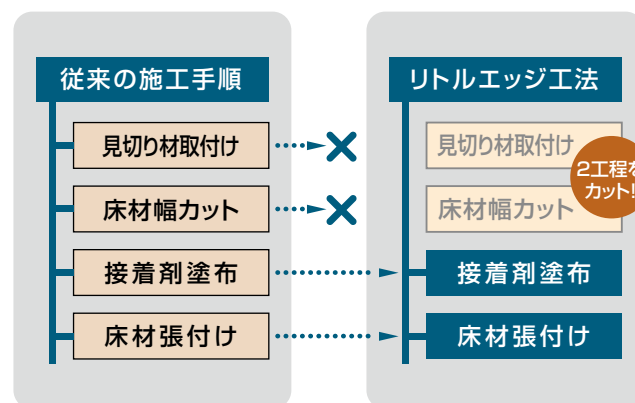 従来の施工手順
見切り材取付け
床材幅カット
接着剤塗布
床材張付け
リトルエッジ工法
見切り材取付け
床材幅カット
2工程を
カット!
接着剤塗布
床材張付け